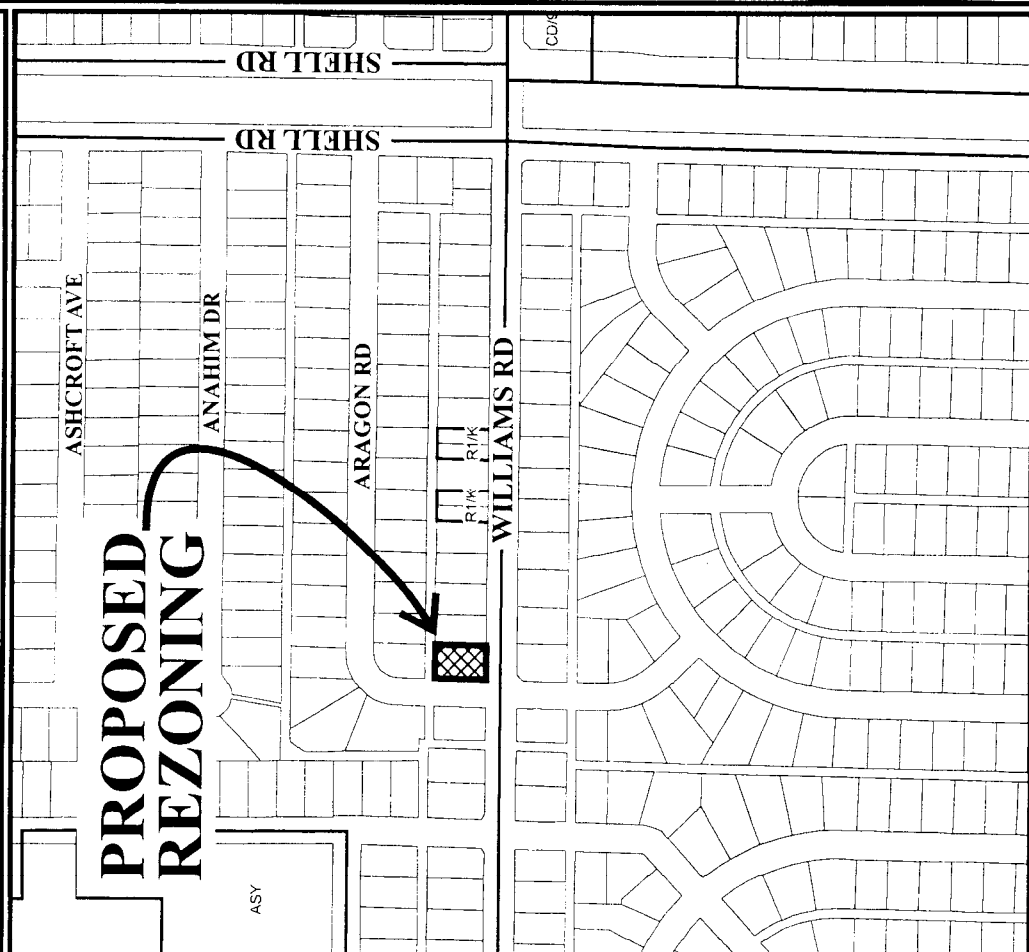 SHELL RD
SHELL RD
ASHCROFT AVE
ANAHIM DR
ARAGON RD
WILLIAMS RD
R1/K
R1/K
PROPOSED
REZONING
ASY